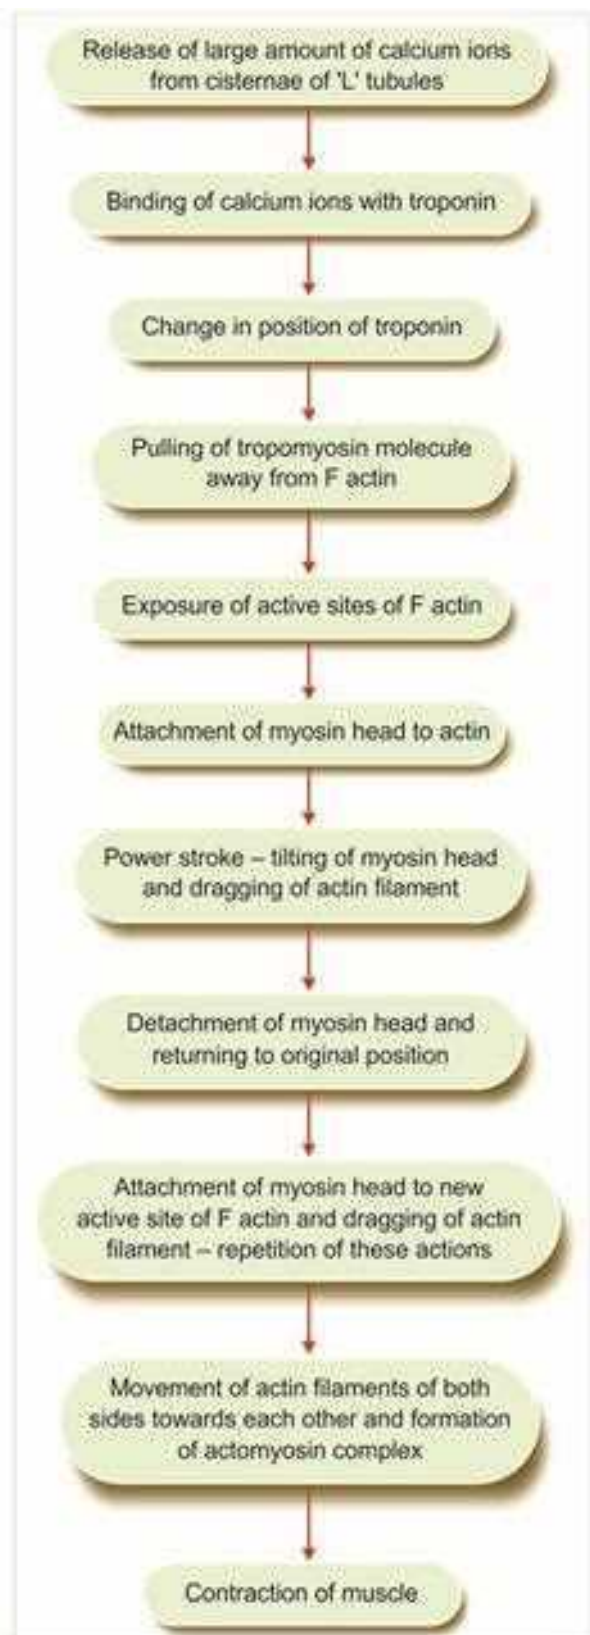 Release of large amount of calcium ions
from cisternae of 'L' tubules
Binding of calcium ions with troponin
Change in position of troponin
Pulling of tropomyosin molecule
away from F actin
Exposure of active sites of F actin
Attachment of myosin head to actin
Power stroke – tilting of myosin head
and dragging of actin filament
Detachment of myosin head and
returning to original position
Attachment of myosin head to new
active site of F actin and dragging of actin
filament – repetition of these actions
Movement of actin filaments of both
sides towards each other and formation
of actomyosin complex
Contraction of muscle